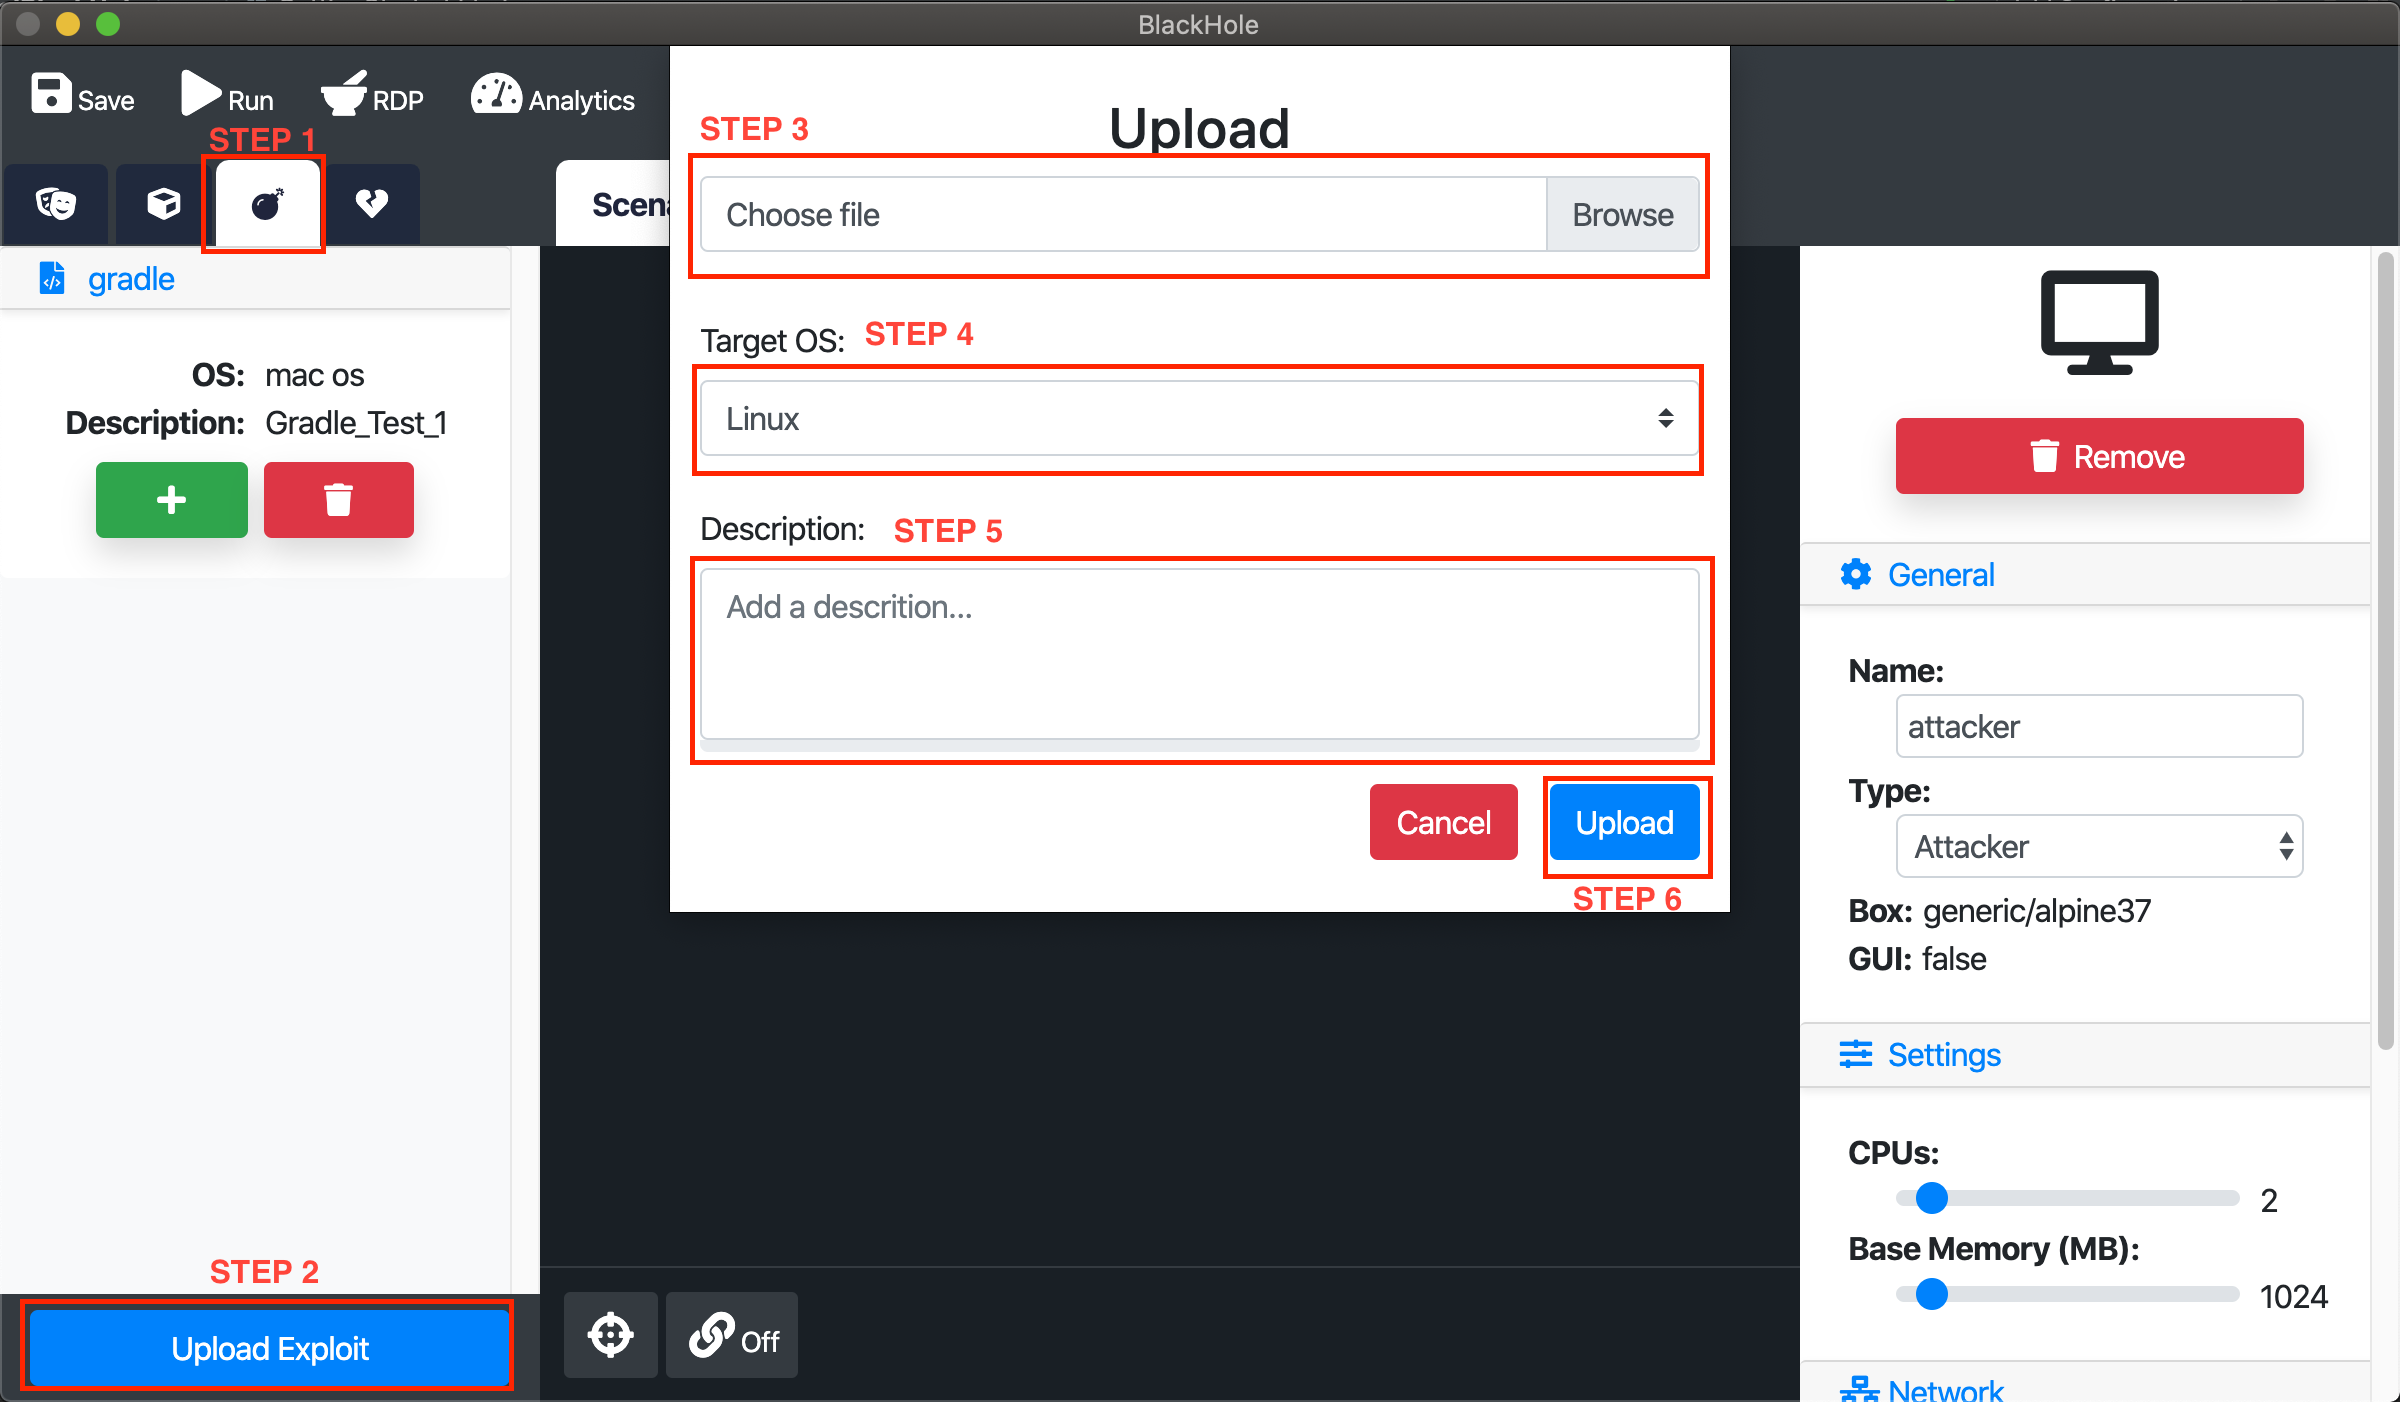 BlackHole
Save
Run
RDP
Analytics
STEP 1
Scena
gradle
OS: mac os
Description: Gradle_Test_1
STEP 2
Upload Exploit
Upload
STEP 3
Choose file
Browse
Target OS:
STEP 4
Linux
Description:
STEP 5
Add a descrition...
Cancel
Upload
STEP 6
Off
Remove
General
Name:
attacker
Type:
Attacker
Box: generic/alpine37
GUI: false
Settings
CPUs:
2
Base Memory (MB):
1024
Network